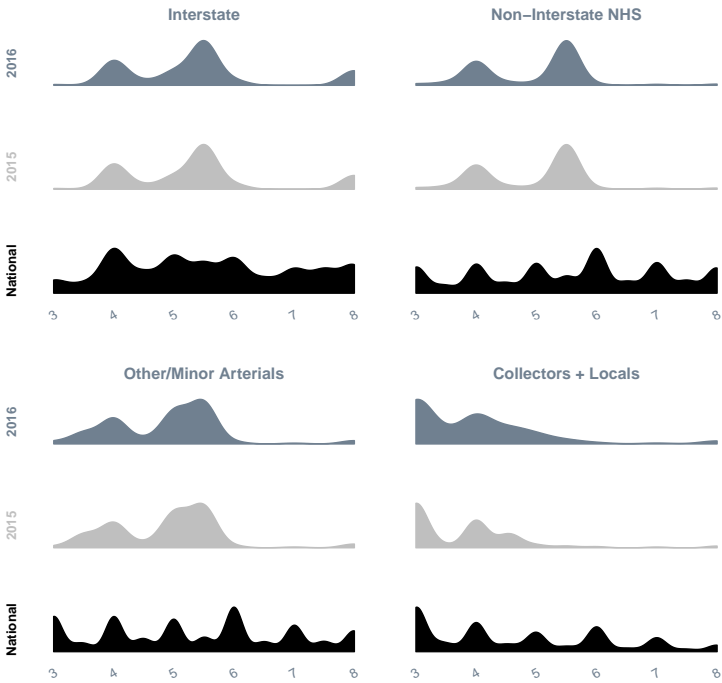 Interstate
Non−Interstate NHS
2016
2015
National
3 4 5 6 7 8
3 4 5 6 7 8
Other/Minor Arterials
Collectors + Locals
2016
2015
National
3 4 5 6 7 8
3 4 5 6 7 8